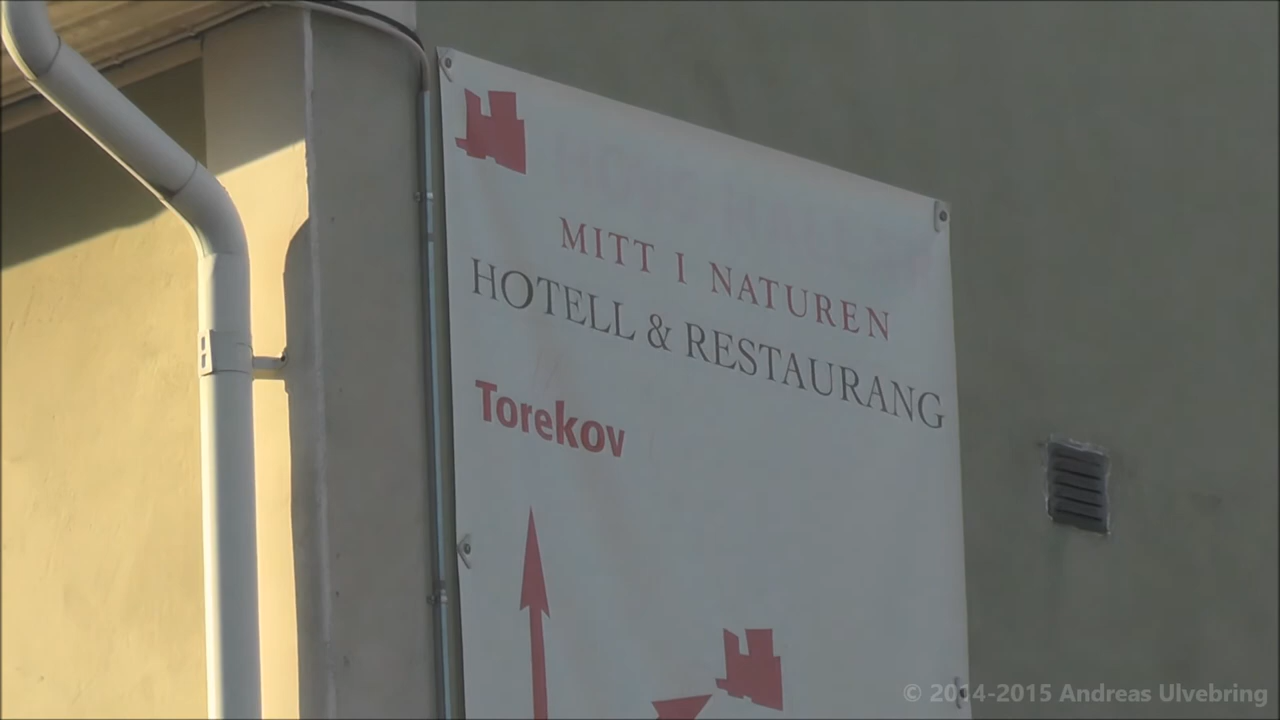 MITT I NATUREN
HOTELL & RESTAURANG
Torekov
© 2014-2015 Andreas Ulvebring